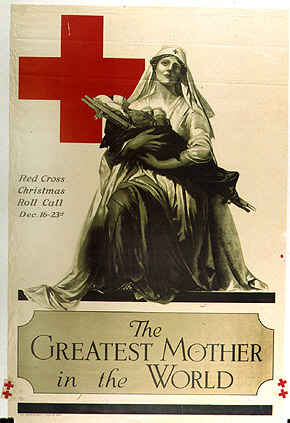 Red Cross
Christmas
Roll Call
Dec. 16-23rd
The
GREATEST MOTHER
in the WORLD